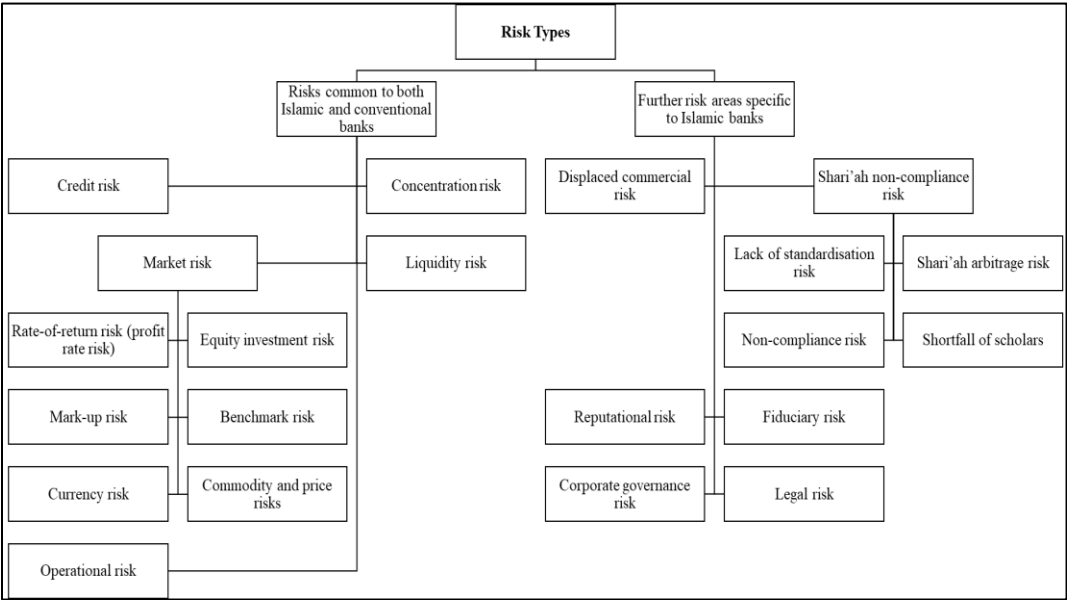 Risk Types
Risks common to both
Islamic and conventional
banks
Further risk areas specific
to Islamic banks
Credit risk
Concentration risk
Displaced commercial
risk
Shari’ah non-compliance
risk
Market risk
Liquidity risk
Lack of standardisation
risk
Shari’ah arbitrage risk
Rate-of-return risk (profit
rate risk)
Equity investment risk
Non-compliance risk
Shortfall of scholars
Mark-up risk
Benchmark risk
Reputational risk
Fiduciary risk
Currency risk
Commodity and price
risks
Corporate governance
risk
Legal risk
Operational risk